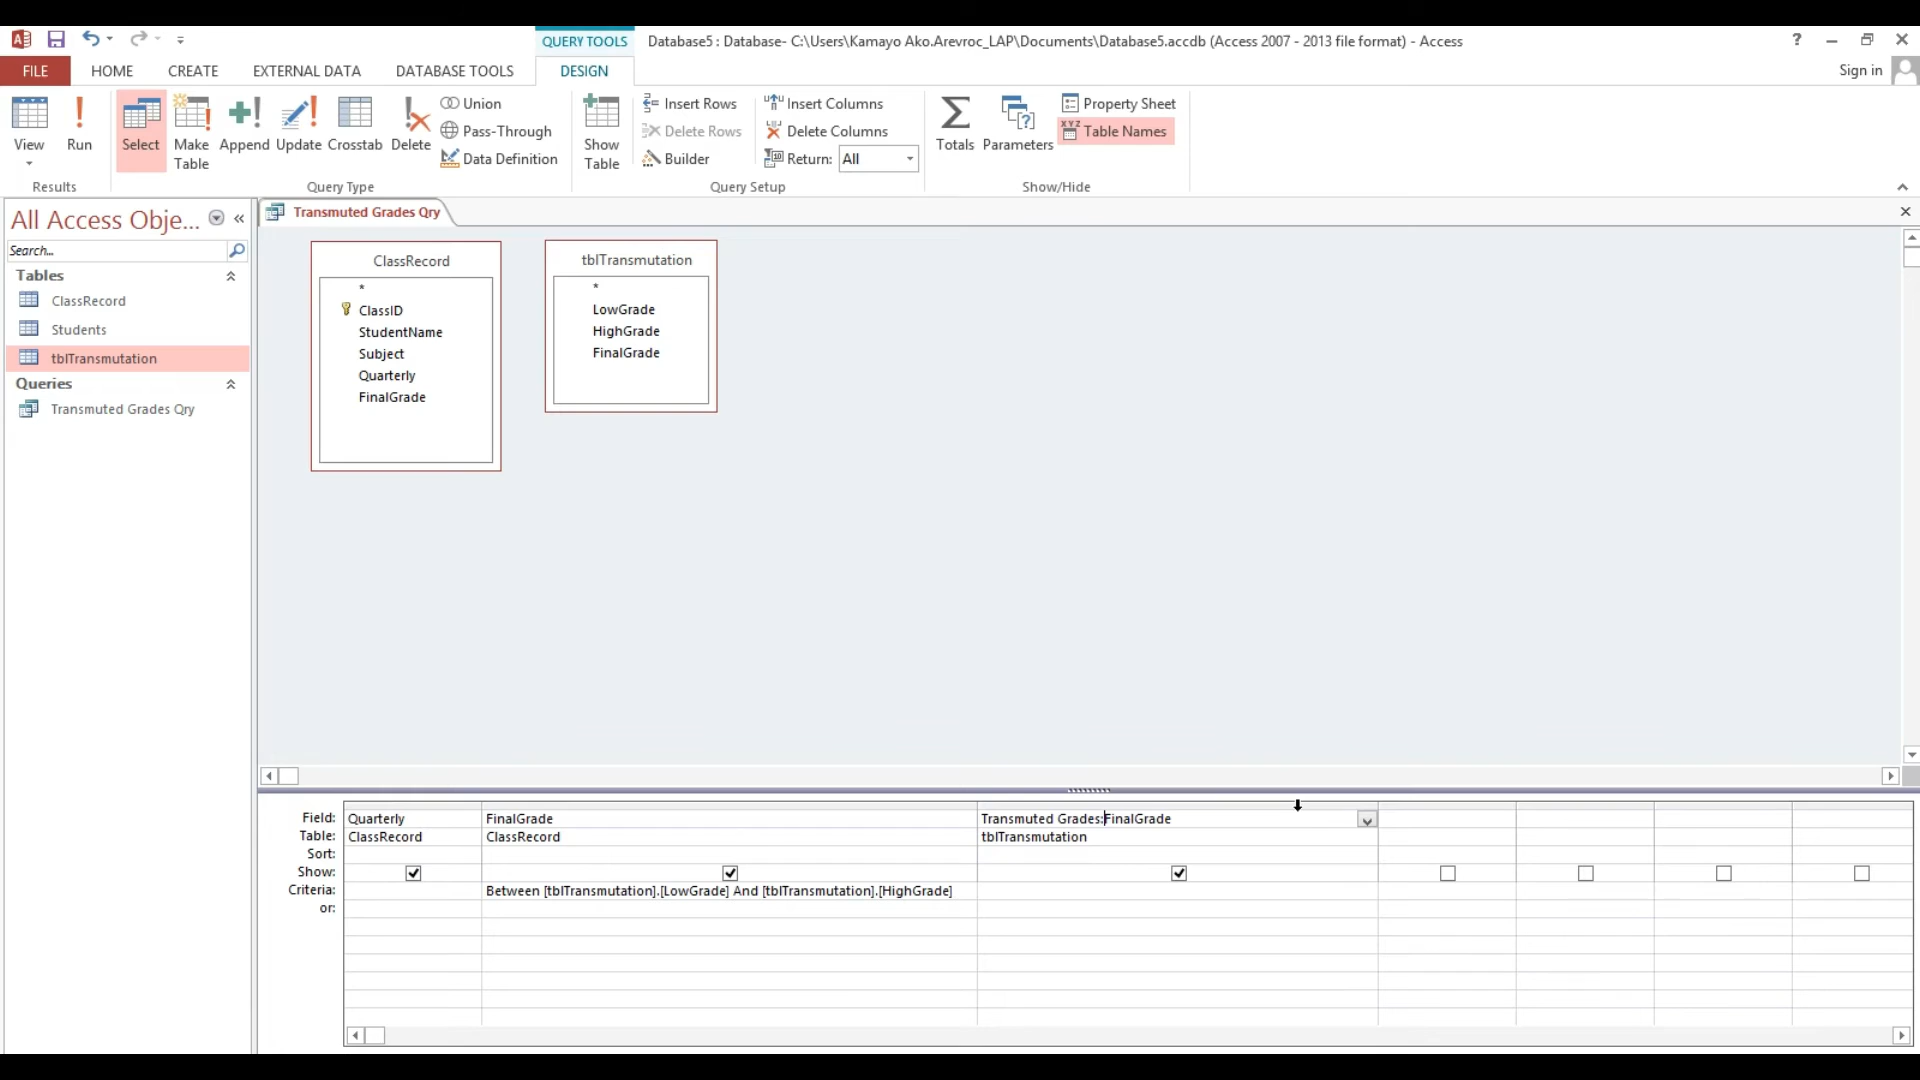 QUERY TOOLS
Database5 : Database- C:\Users\Kamayo Ako.Arevroc_LAP\Documents\Database5.accdb (Access 2007 - 2013 file format) - Access
?
FILE
HOME
CREATE
EXTERNAL DATA
DATABASE TOOLS
DESIGN
Sign in
View
Run
Select
Make Table
Append
Update
Crosstab
Delete
Union
Pass-Through
Data Definition
Show Table
Insert Rows
Delete Rows
Builder
Insert Columns
Delete Columns
Return: All
Totals
Parameters
Property Sheet
Table Names
Results
Query Type
Query Setup
Show/Hide
All Access Obje...
Search...
Tables
ClassRecord
Students
tblTransmutation
Queries
Transmuted Grades Qry
Transmuted Grades Qry
ClassRecord
*
ClassID
StudentName
Subject
Quarterly
FinalGrade
tblTransmutation
*
LowGrade
HighGrade
FinalGrade
Field: Quarterly FinalGrade Transmuted Grades:FinalGrade
Table: ClassRecord ClassRecord tblTransmutation
Sort:
Show:
Criteria: Between [tblTransmutation].[LowGrade] And [tblTransmutation].[HighGrade]
or: